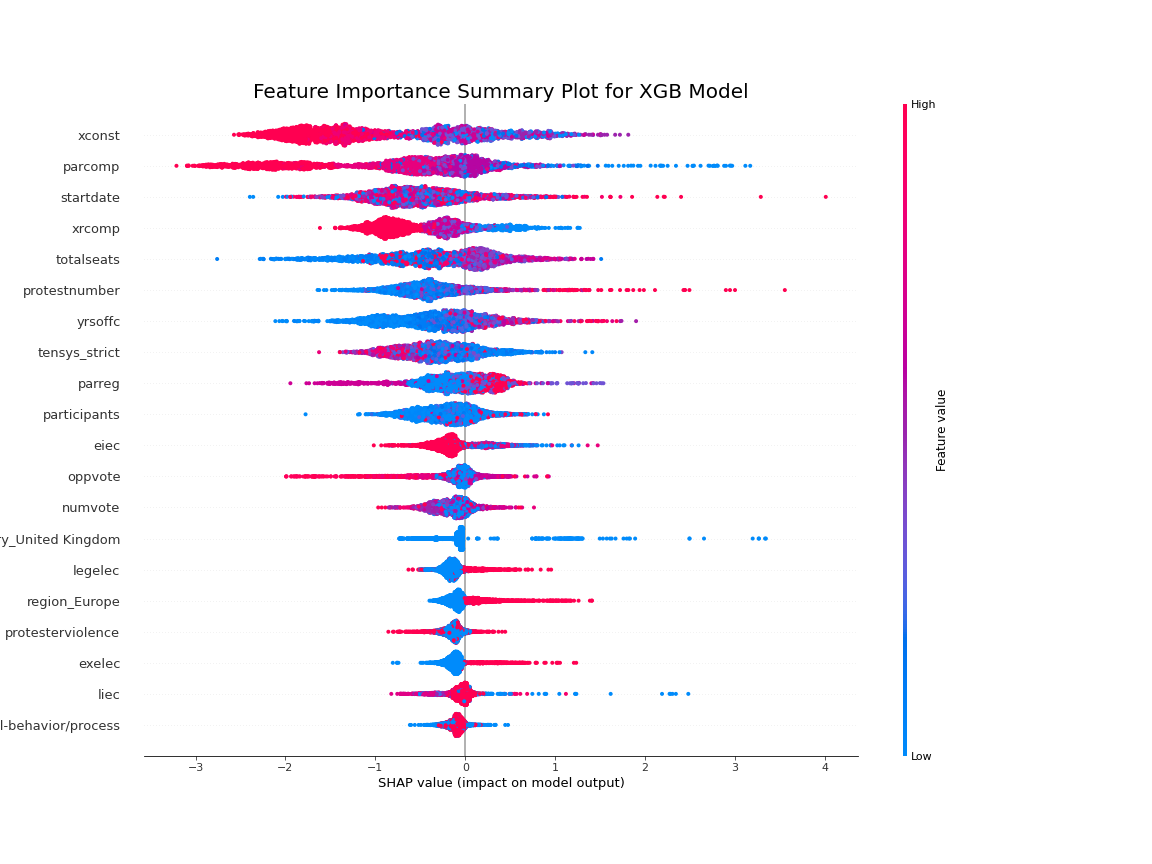 Feature Importance Summary Plot for XGB Model
High
xconst
parcomp
startdate
xrcomp
totalseats
protestnumber
yrsoffc
tensys_strict
parreg
participants
eiec
oppvote
numvote
ry_United Kingdom
legelec
region_Europe
protesterviolence
exelec
liec
l-behavior/process
Feature value
Low
−3 −2 −1 0 1 2 3 4
SHAP value (impact on model output)